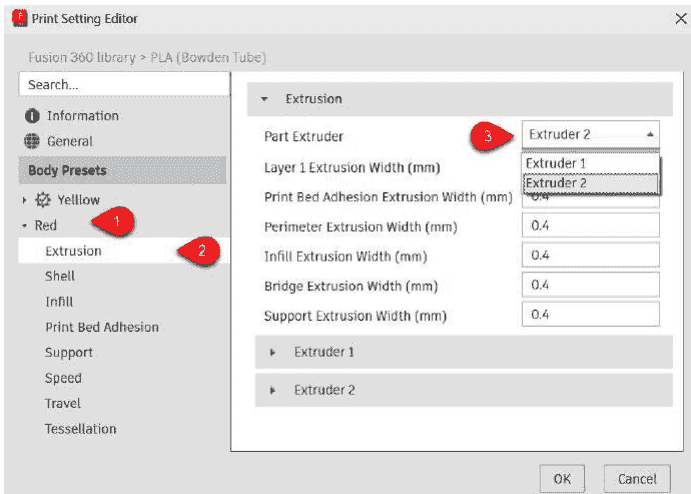 Print Setting Editor
Fusion 360 library > PLA (Bowden Tube)
Search...
Information
General
Body Presets
Yelllow
Red
1
Extrusion
2
Shell
Infill
Print Bed Adhesion
Support
Speed
Travel
Tessellation
Extrusion
Part Extruder
3
Extruder 2
Extruder 1
Extruder 2
Layer 1 Extrusion Width (mm)
Print Bed Adhesion Extrusion Width (mm)
0.4
Perimeter Extrusion Width (mm)
0.4
Infill Extrusion Width (mm)
0.4
Bridge Extrusion Width (mm)
0.4
Support Extrusion Width (mm)
0.4
Extruder 1
Extruder 2
OK
Cancel